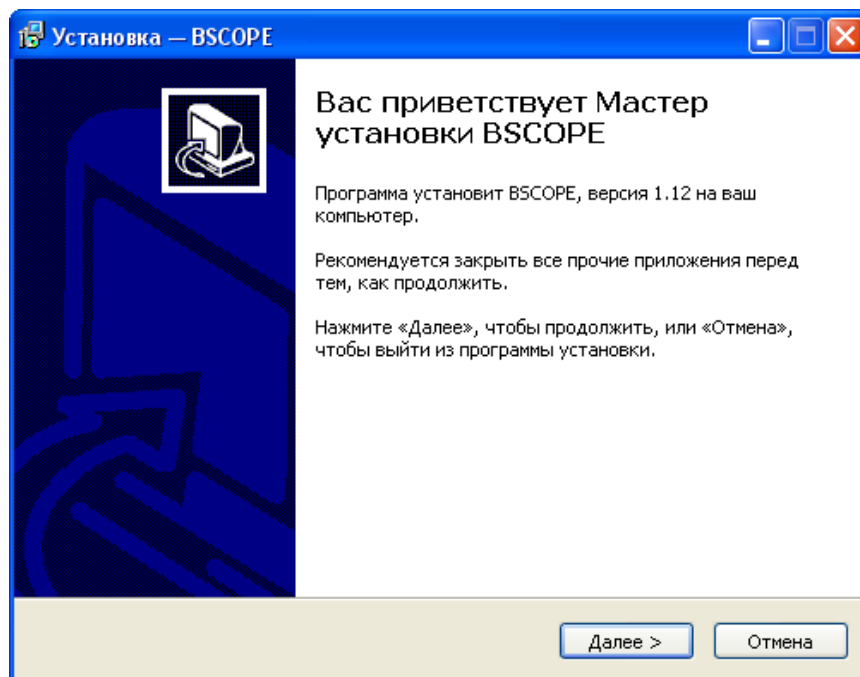 Установка — BSCOPE
Вас приветствует Мастер
установки BSCOPE
Программа установит BSCOPE, версия 1.12 на ваш
компьютер.
Рекомендуется закрыть все прочие приложения перед
тем, как продолжить.
Нажмите «Далее», чтобы продолжить, или «Отмена»,
чтобы выйти из программы установки.
Далее >
Отмена